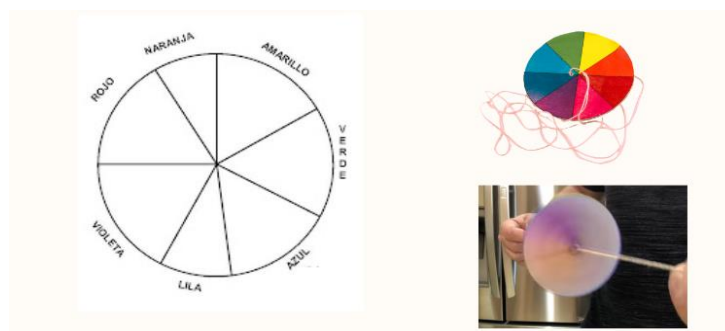 NARANJA
AMARILLO
ROJO
VERDE
VIOLETA
AZUL
LILA